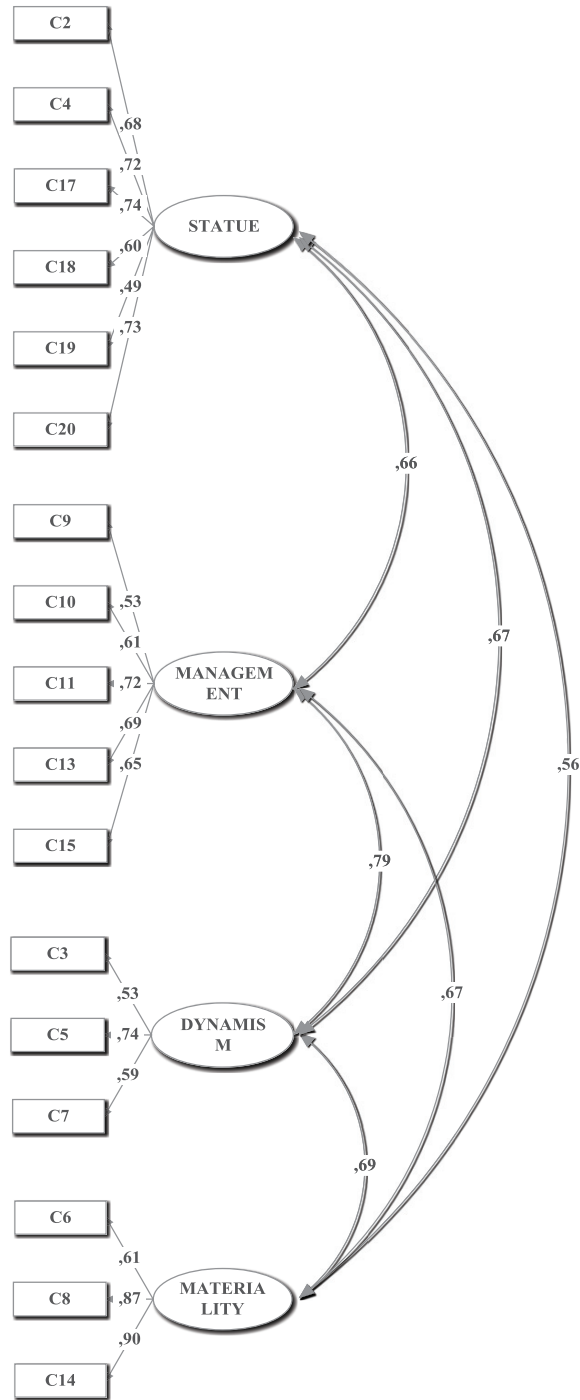 C2
C4
,68
,72
C17
,74
STATUE
,60
C18
,49
,73
C19
C20
,66
C9
C10
,53
,61
,67
C11
,72
MANAGEM
ENT
,69
C13
,65
,56
C15
,79
C3
,53
,67
C5
,74
DYNAMIS
M
,59
C7
,69
C6
,61
C8
,87
MATERIA
LITY
,90
C14